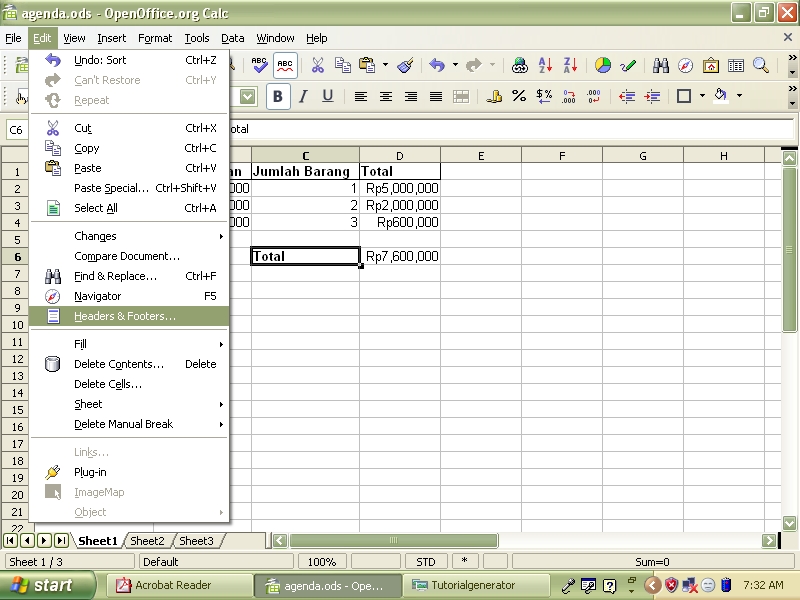 agenda.ods - OpenOffice.org Calc
File Edit View Insert Format Tools Data Window Help
Undo: Sort Ctrl+Z
Can't Restore Ctrl+Y
Repeat
Cut Ctrl+X
Copy Ctrl+C
Paste Ctrl+V
Paste Special... Ctrl+Shift+V
Select All Ctrl+A
Changes
Compare Document...
Find & Replace... Ctrl+F
Navigator F5
Headers & Footers...
Fill
Delete Contents... Delete
Delete Cells...
Sheet
Delete Manual Break
Links...
Plug-in
ImageMap
Object
ABC ABC
B I U % $%
C6 otal
C D E F G H
1 an Jumlah Barang Total
2 000 1 Rp5,000,000
3 000 2 Rp2,000,000
4 000 3 Rp600,000
5
6 Total Rp7,600,000
7
8
9
10
11
12
13
14
15
16
17
18
19
20
21
22
Sheet1 Sheet2 Sheet3
Sheet 1 / 3 Default 100% STD * Sum=0
start Acrobat Reader agenda.ods - Ope... Tutorialgenerator 7:32 AM